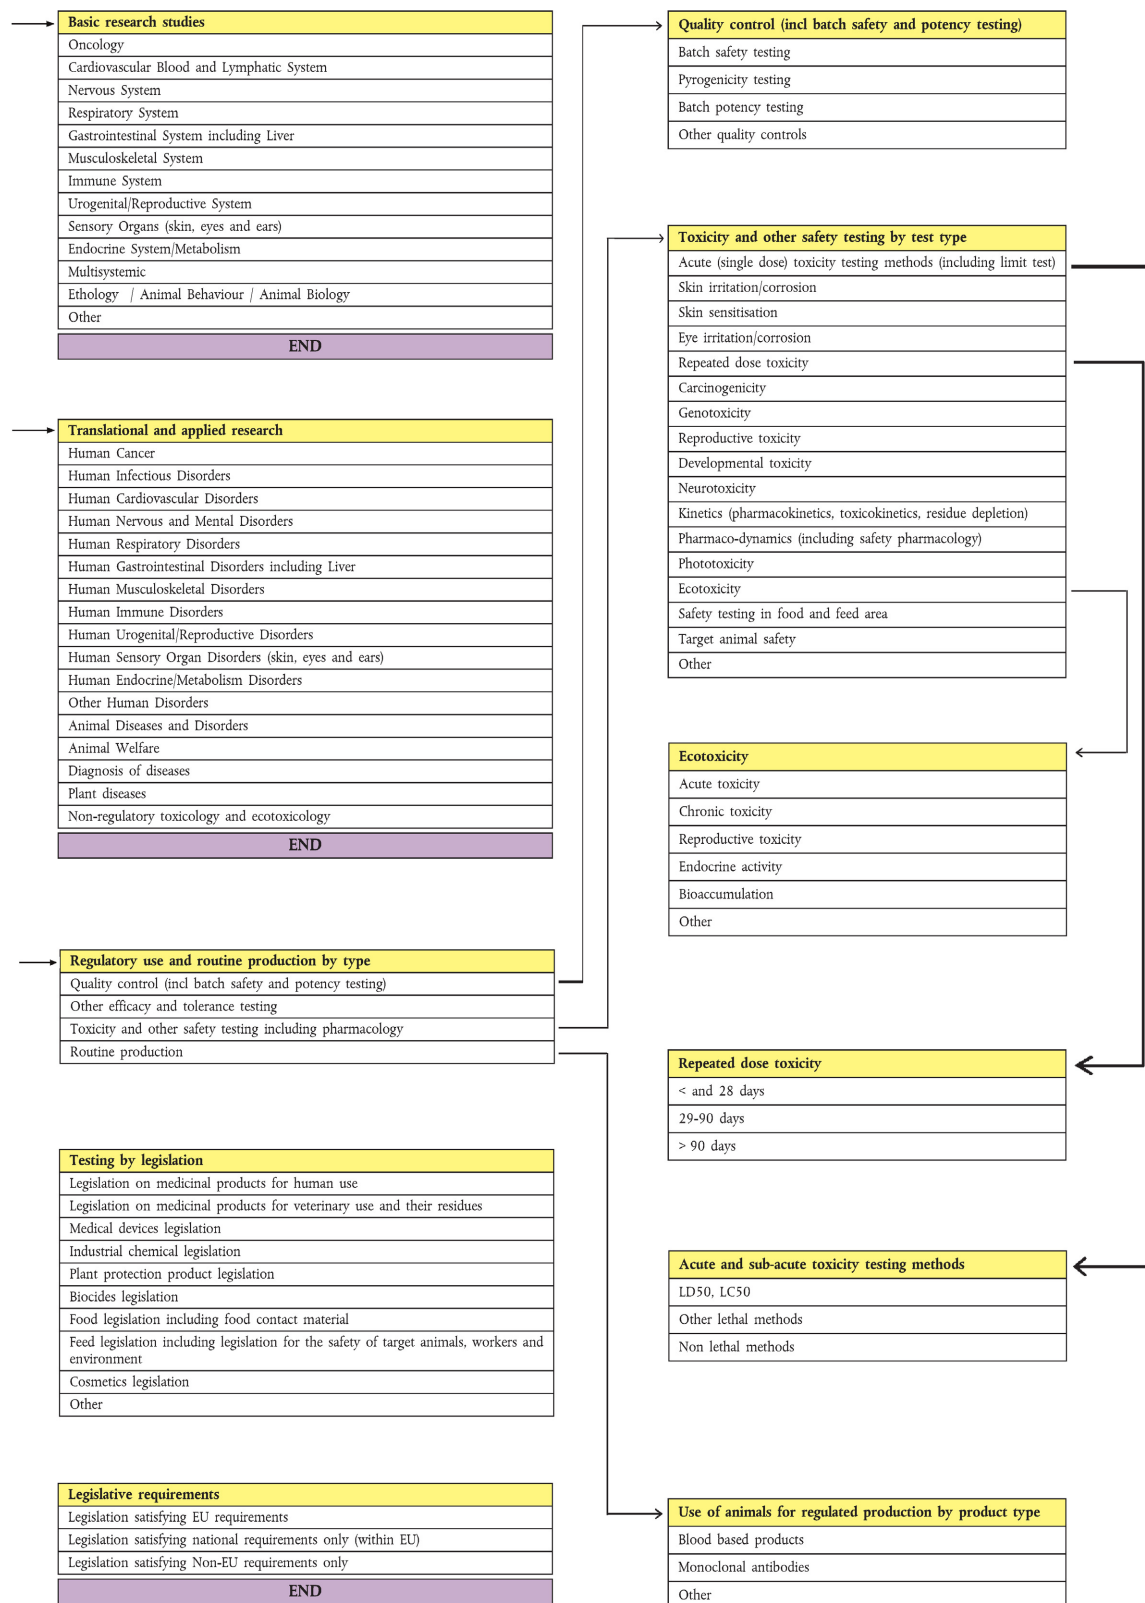 Basic research studies
Oncology
Cardiovascular Blood and Lymphatic System
Nervous System
Respiratory System
Gastrointestinal System including Liver
Musculoskeletal System
Immune System
Urogenital/Reproductive System
Sensory Organs (skin, eyes and ears)
Endocrine System/Metabolism
Multisystemic
Ethology / Animal Behaviour / Animal Biology
Other
END
Translational and applied research
Human Cancer
Human Infectious Disorders
Human Cardiovascular Disorders
Human Nervous and Mental Disorders
Human Respiratory Disorders
Human Gastrointestinal Disorders including Liver
Human Musculoskeletal Disorders
Human Immune Disorders
Human Urogenital/Reproductive Disorders
Human Sensory Organ Disorders (skin, eyes and ears)
Human Endocrine/Metabolism Disorders
Other Human Disorders
Animal Diseases and Disorders
Animal Welfare
Diagnosis of diseases
Plant diseases
Non-regulatory toxicology and ecotoxicology
END
Regulatory use and routine production by type
Quality control (incl batch safety and potency testing)
Other efficacy and tolerance testing
Toxicity and other safety testing including pharmacology
Routine production
Testing by legislation
Legislation on medicinal products for human use
Legislation on medicinal products for veterinary use and their residues
Medical devices legislation
Industrial chemical legislation
Plant protection product legislation
Biocides legislation
Food legislation including food contact material
Feed legislation including legislation for the safety of target animals, workers and
environment
Cosmetics legislation
Other
Legislative requirements
Legislation satisfying EU requirements
Legislation satisfying national requirements only (within EU)
Legislation satisfying Non-EU requirements only
END
Quality control (incl batch safety and potency testing)
Batch safety testing
Pyrogenicity testing
Batch potency testing
Other quality controls
Toxicity and other safety testing by test type
Acute (single dose) toxicity testing methods (including limit test)
Skin irritation/corrosion
Skin sensitisation
Eye irritation/corrosion
Repeated dose toxicity
Carcinogenicity
Genotoxicity
Reproductive toxicity
Developmental toxicity
Neurotoxicity
Kinetics (pharmacokinetics, toxicokinetics, residue depletion)
Pharmaco-dynamics (including safety pharmacology)
Phototoxicity
Ecotoxicity
Safety testing in food and feed area
Target animal safety
Other
Ecotoxicity
Acute toxicity
Chronic toxicity
Reproductive toxicity
Endocrine activity
Bioaccumulation
Other
Repeated dose toxicity
< and 28 days
29-90 days
> 90 days
Acute and sub-acute toxicity testing methods
LD50, LC50
Other lethal methods
Non lethal methods
Use of animals for regulated production by product type
Blood based products
Monoclonal antibodies
Other